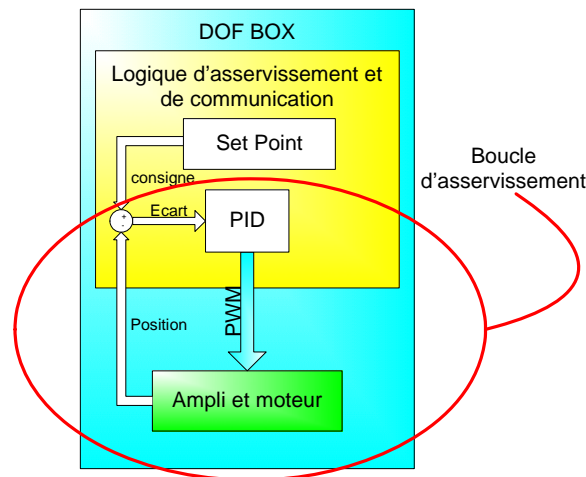 DOF BOX
Logique d'asservissement et
de communication
Set Point
consigne
+
-
Ecart
PID
Boucle
d'asservissement
PWM
Position
Ampli et moteur